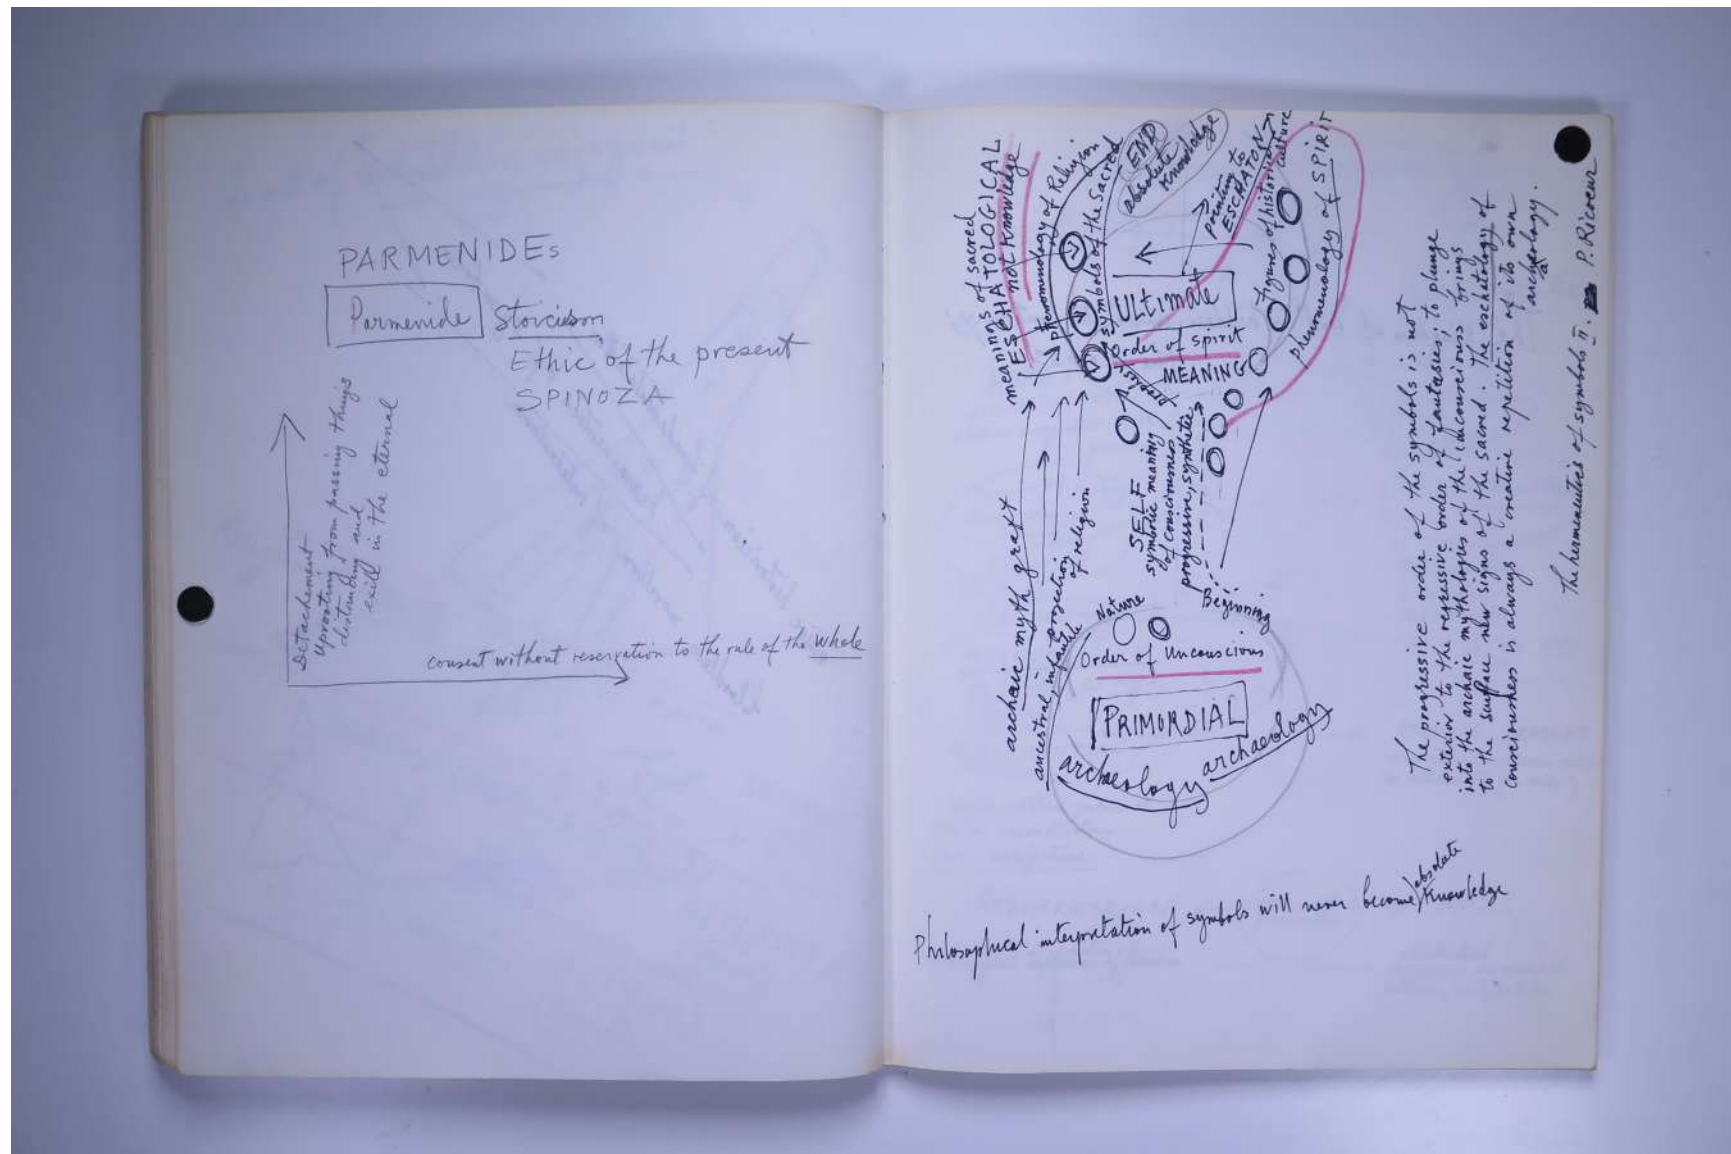 PARMENIDEs
Parmenide Stoicism
Ethic of the present
SPINOZA
Detachement
Uprooting from passing things
distancing and
exile in the eternal
consent without reservation to the rule of the Whole
meanings of sacred
ESCHATOLOGICAL
not knowledge
phenomenology of Religion
symbols of the Sacred
END
absolute
knowledge
pointing to
ESCHATON
figures of historical culture
phenomenology of SPIRIT
ULtimate
Order of spirit
MEANING
SELF
symbolic meaning
of consciousness
progressive, synthetic
archaic myth graft
ancestral, infantile projection
of religion
Nature
Beginning
Order of Unconscious
PRIMORDIAL
archaeology archaeology
The progressive order of the symbols is not
exterior to the regressive order of fantasies; to plunge
into the archaic mythologies of the unconscious brings
to the surface new signs of the sacred. The eschatology of
consciousness is always a creative repetition of its own
archeology.
The hermeneutics of symbols II. P. Ricoeur
Philosophical interpretation of symbols will never become absolute knowledge